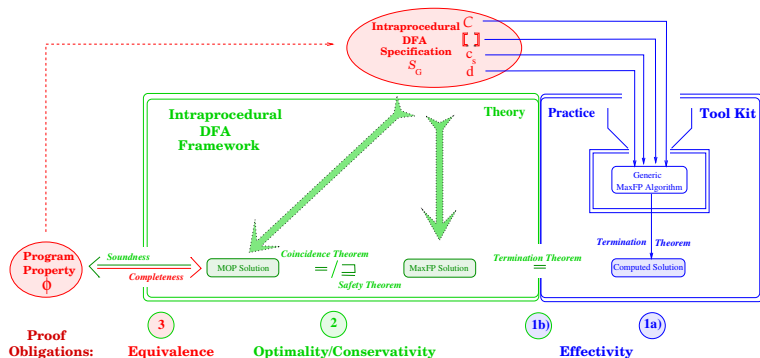 Intraprocedural
DFA
Specification
S_G
C
⟦ ⟧
c_s
d
Intraprocedural
DFA
Framework
Theory
Practice
Tool Kit
Generic
MaxFP Algorithm
Termination Theorem
Computed Solution
Program
Property
ϕ
Soundness
Completeness
MOP Solution
Coincidence Theorem
= / ⊒
Safety Theorem
MaxFP Solution
Termination Theorem
=
3
2
1b)
1a)
Proof
Obligations:
Equivalence
Optimality/Conservativity
Effectivity